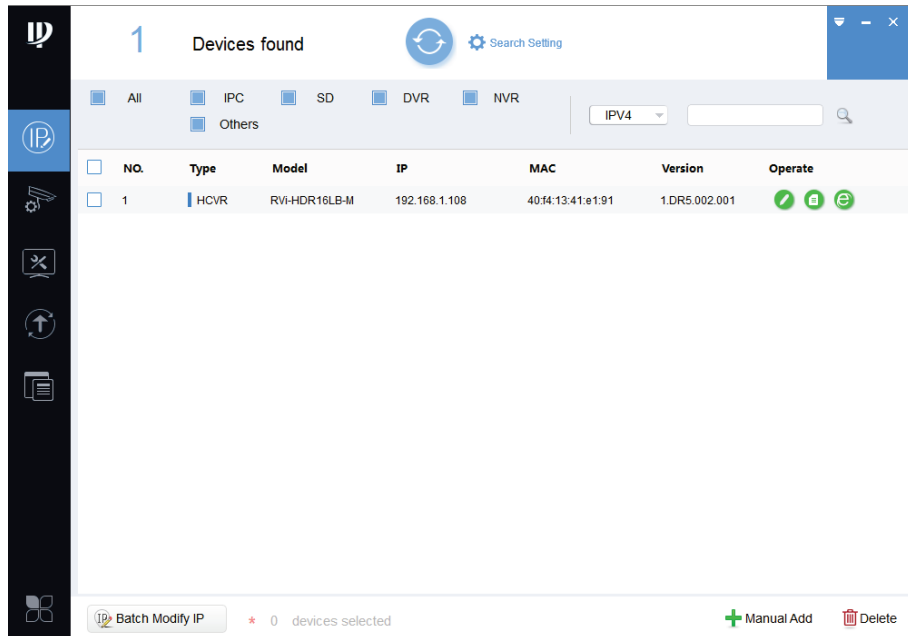 1 Devices found Search Setting
All IPC SD DVR NVR
Others
IPV4
NO. Type Model IP MAC Version Operate
1 HCVR RVi-HDR16LB-M 192.168.1.108 40:f4:13:41:e1:91 1.DR5.002.001
IP
Batch Modify IP * 0 devices selected Manual Add Delete